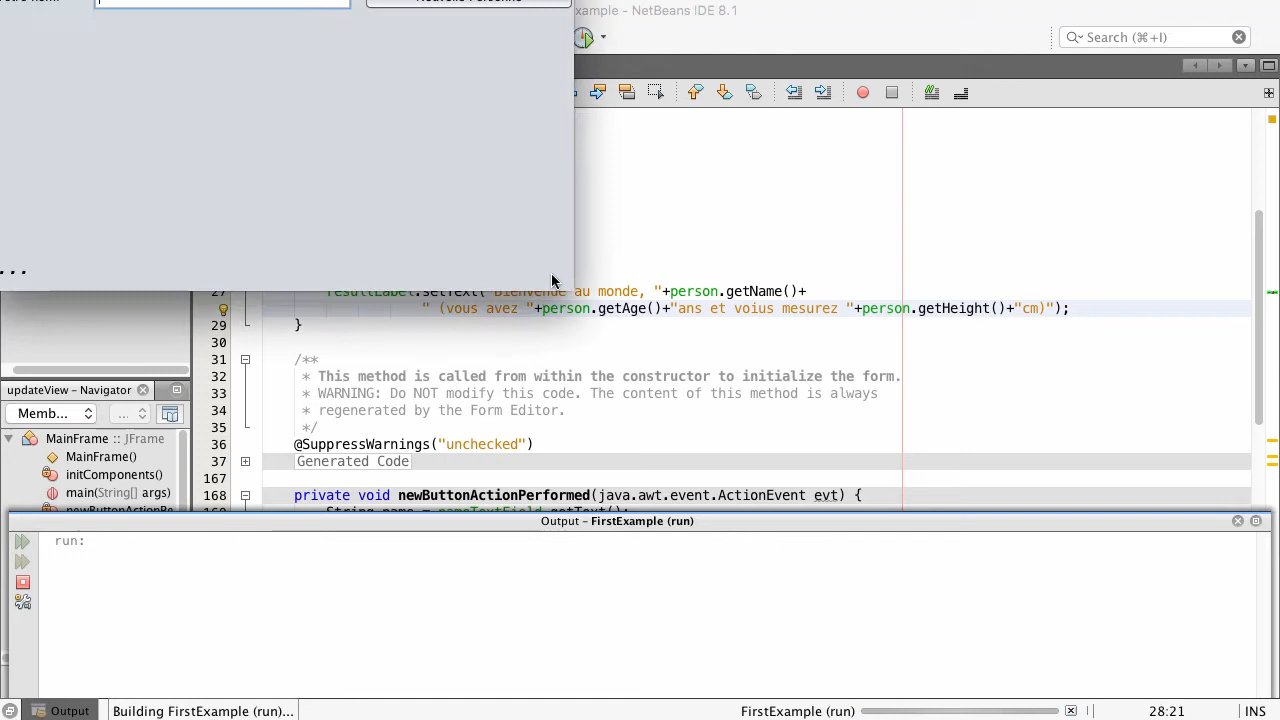 example - NetBeans IDE 8.1
Search (⌘+I)
27 resultLabel.setText("Bienvenue au monde, "+person.getName()+
" (vous avez "+person.getAge()+"ans et voius mesurez "+person.getHeight()+"cm)");
29 }
30
31 /**
32 * This method is called from within the constructor to initialize the form.
33 * WARNING: Do NOT modify this code. The content of this method is always
34 * regenerated by the Form Editor.
35 */
36 @SuppressWarnings("unchecked")
37 Generated Code
167
168 private void newButtonActionPerformed(java.awt.event.ActionEvent evt) {
169 String name = nameTextField.getText();
...
updateView – Navigator
Memb... ...
MainFrame :: JFrame
MainFrame()
initComponents()
main(String[] args)
newButtonActionPe
Output – FirstExample (run)
run:
Output
Building FirstExample (run)...
FirstExample (run)
28:21
INS